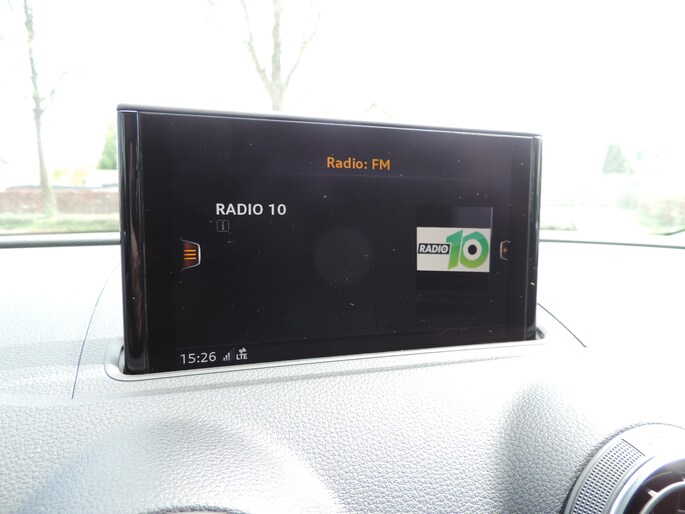 Radio: FM
RADIO 10
i
RADIO 10
15:26 LTE